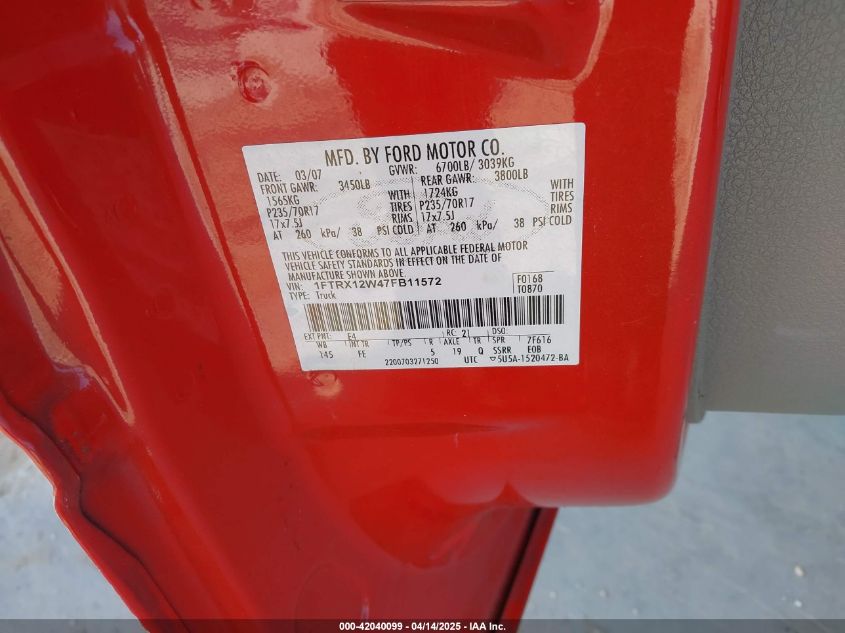 MFD. BY FORD MOTOR CO.
DATE: 03/07 GVWR: 6700LB/ 3039KG
FRONT GAWR: 3450LB REAR GAWR: 3800LB
1565KG WITH 1724KG WITH
P235/70R17 TIRES P235/70R17 TIRES
17x7.5J RIMS 17x7.5J RIMS
AT 260 kPa/ 38 PSI COLD AT 260 kPa/ 38 PSI COLD
THIS VEHICLE CONFORMS TO ALL APPLICABLE FEDERAL MOTOR
VEHICLE SAFETY STANDARDS IN EFFECT ON THE DATE OF
MANUFACTURE SHOWN ABOVE.
VIN: 1FTRX12W47FB11572 F0168
TYPE: Truck T0870
EXT PNT: E4 RC: 21 DSO:
WB INT TR TP/PS R AXLE TR SPR 7F616
145 FE 5 19 Q SSRR E0B
2200703271250 UTC 5U5A-1520472-BA
000-42040099 - 04/14/2025 - IAA Inc.